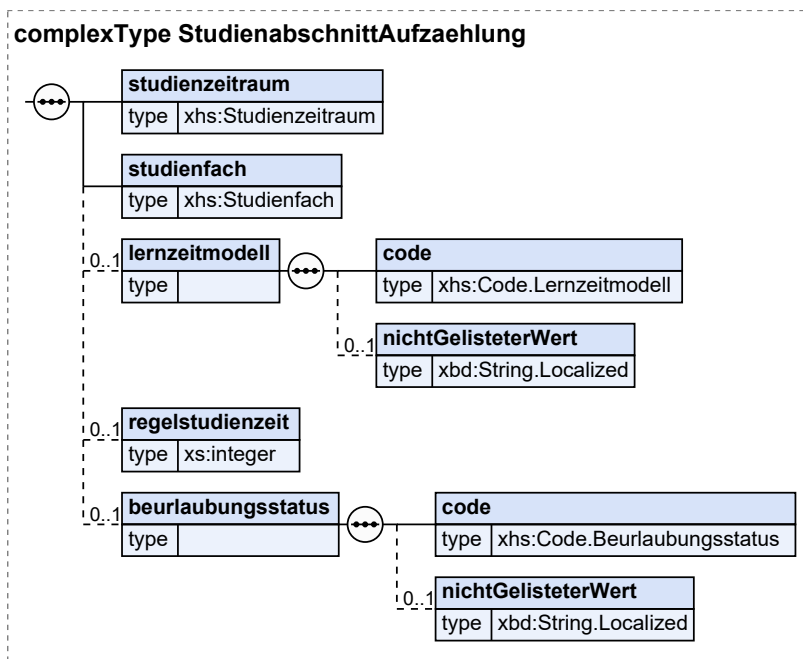 complexType StudienabschnittAufzaehlung
studienzeitraum
type xhs:Studienzeitraum
studienfach
type xhs:Studienfach
0..1 lernzeitmodell
type
code
type xhs:Code.Lernzeitmodell
0..1 nichtGelisteterWert
type xbd:String.Localized
0..1 regelstudienzeit
type xs:integer
0..1 beurlaubungsstatus
type
code
type xhs:Code.Beurlaubungsstatus
0..1 nichtGelisteterWert
type xbd:String.Localized